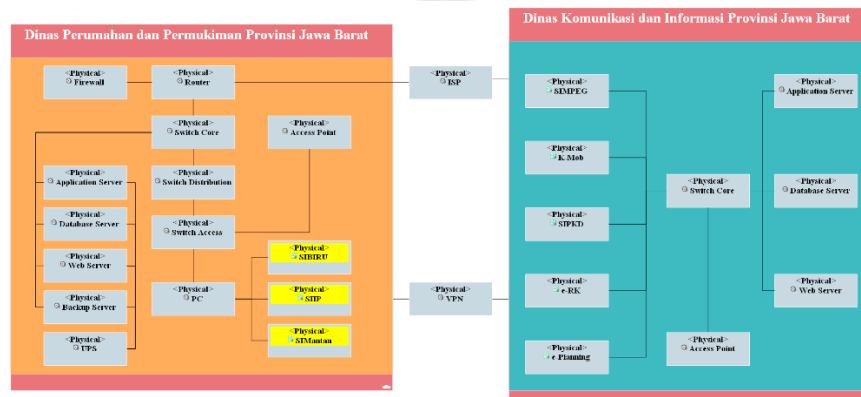 Dinas Perumahan dan Permukiman Provinsi Jawa Barat
<Physical>
Firewall
<Physical>
Router
<Physical>
Switch Core
<Physical>
Access Point
<Physical>
Application Server
<Physical>
Switch Distribution
<Physical>
Database Server
<Physical>
Switch Access
<Physical>
Web Server
<Physical>
SIBIRU
<Physical>
Backup Server
<Physical>
PC
<Physical>
<Physical>
UPS
<Physical>
SIMantan
<Physical>
ISP
<Physical>
VPN
Dinas Komunikasi dan Informasi Provinsi Jawa Barat
<Physical>
SIMPEG
<Physical>
Application Server
<Physical>
K-Mob
<Physical>
Switch Core
<Physical>
Database Server
<Physical>
SIPKD
<Physical>
e-RK
<Physical>
Web Server
<Physical>
e-Planning
<Physical>
Access Point